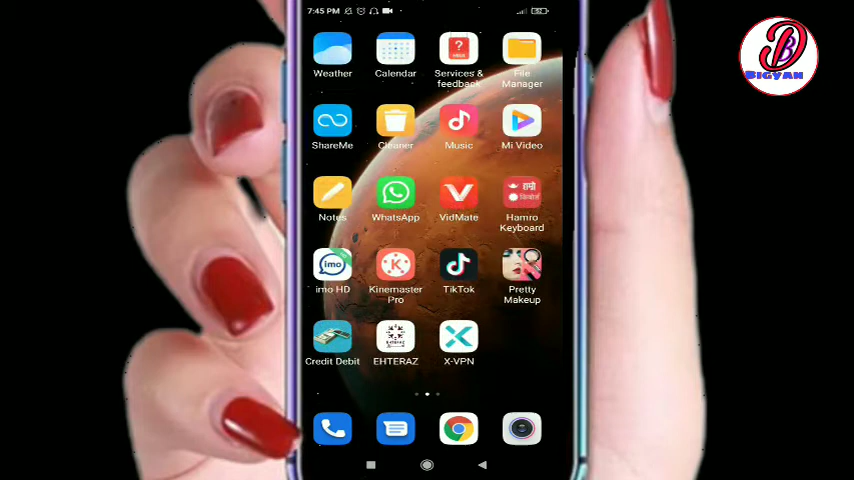 7:45 PM
BIGYAN
Weather Calendar Services & feedback File Manager
ShareMe Cleaner Music Mi Video
Notes WhatsApp VidMate Hamro Keyboard
imo
imo HD Kinemaster Pro TikTok Pretty Makeup
Credit Debit EHTERAZ X-VPN